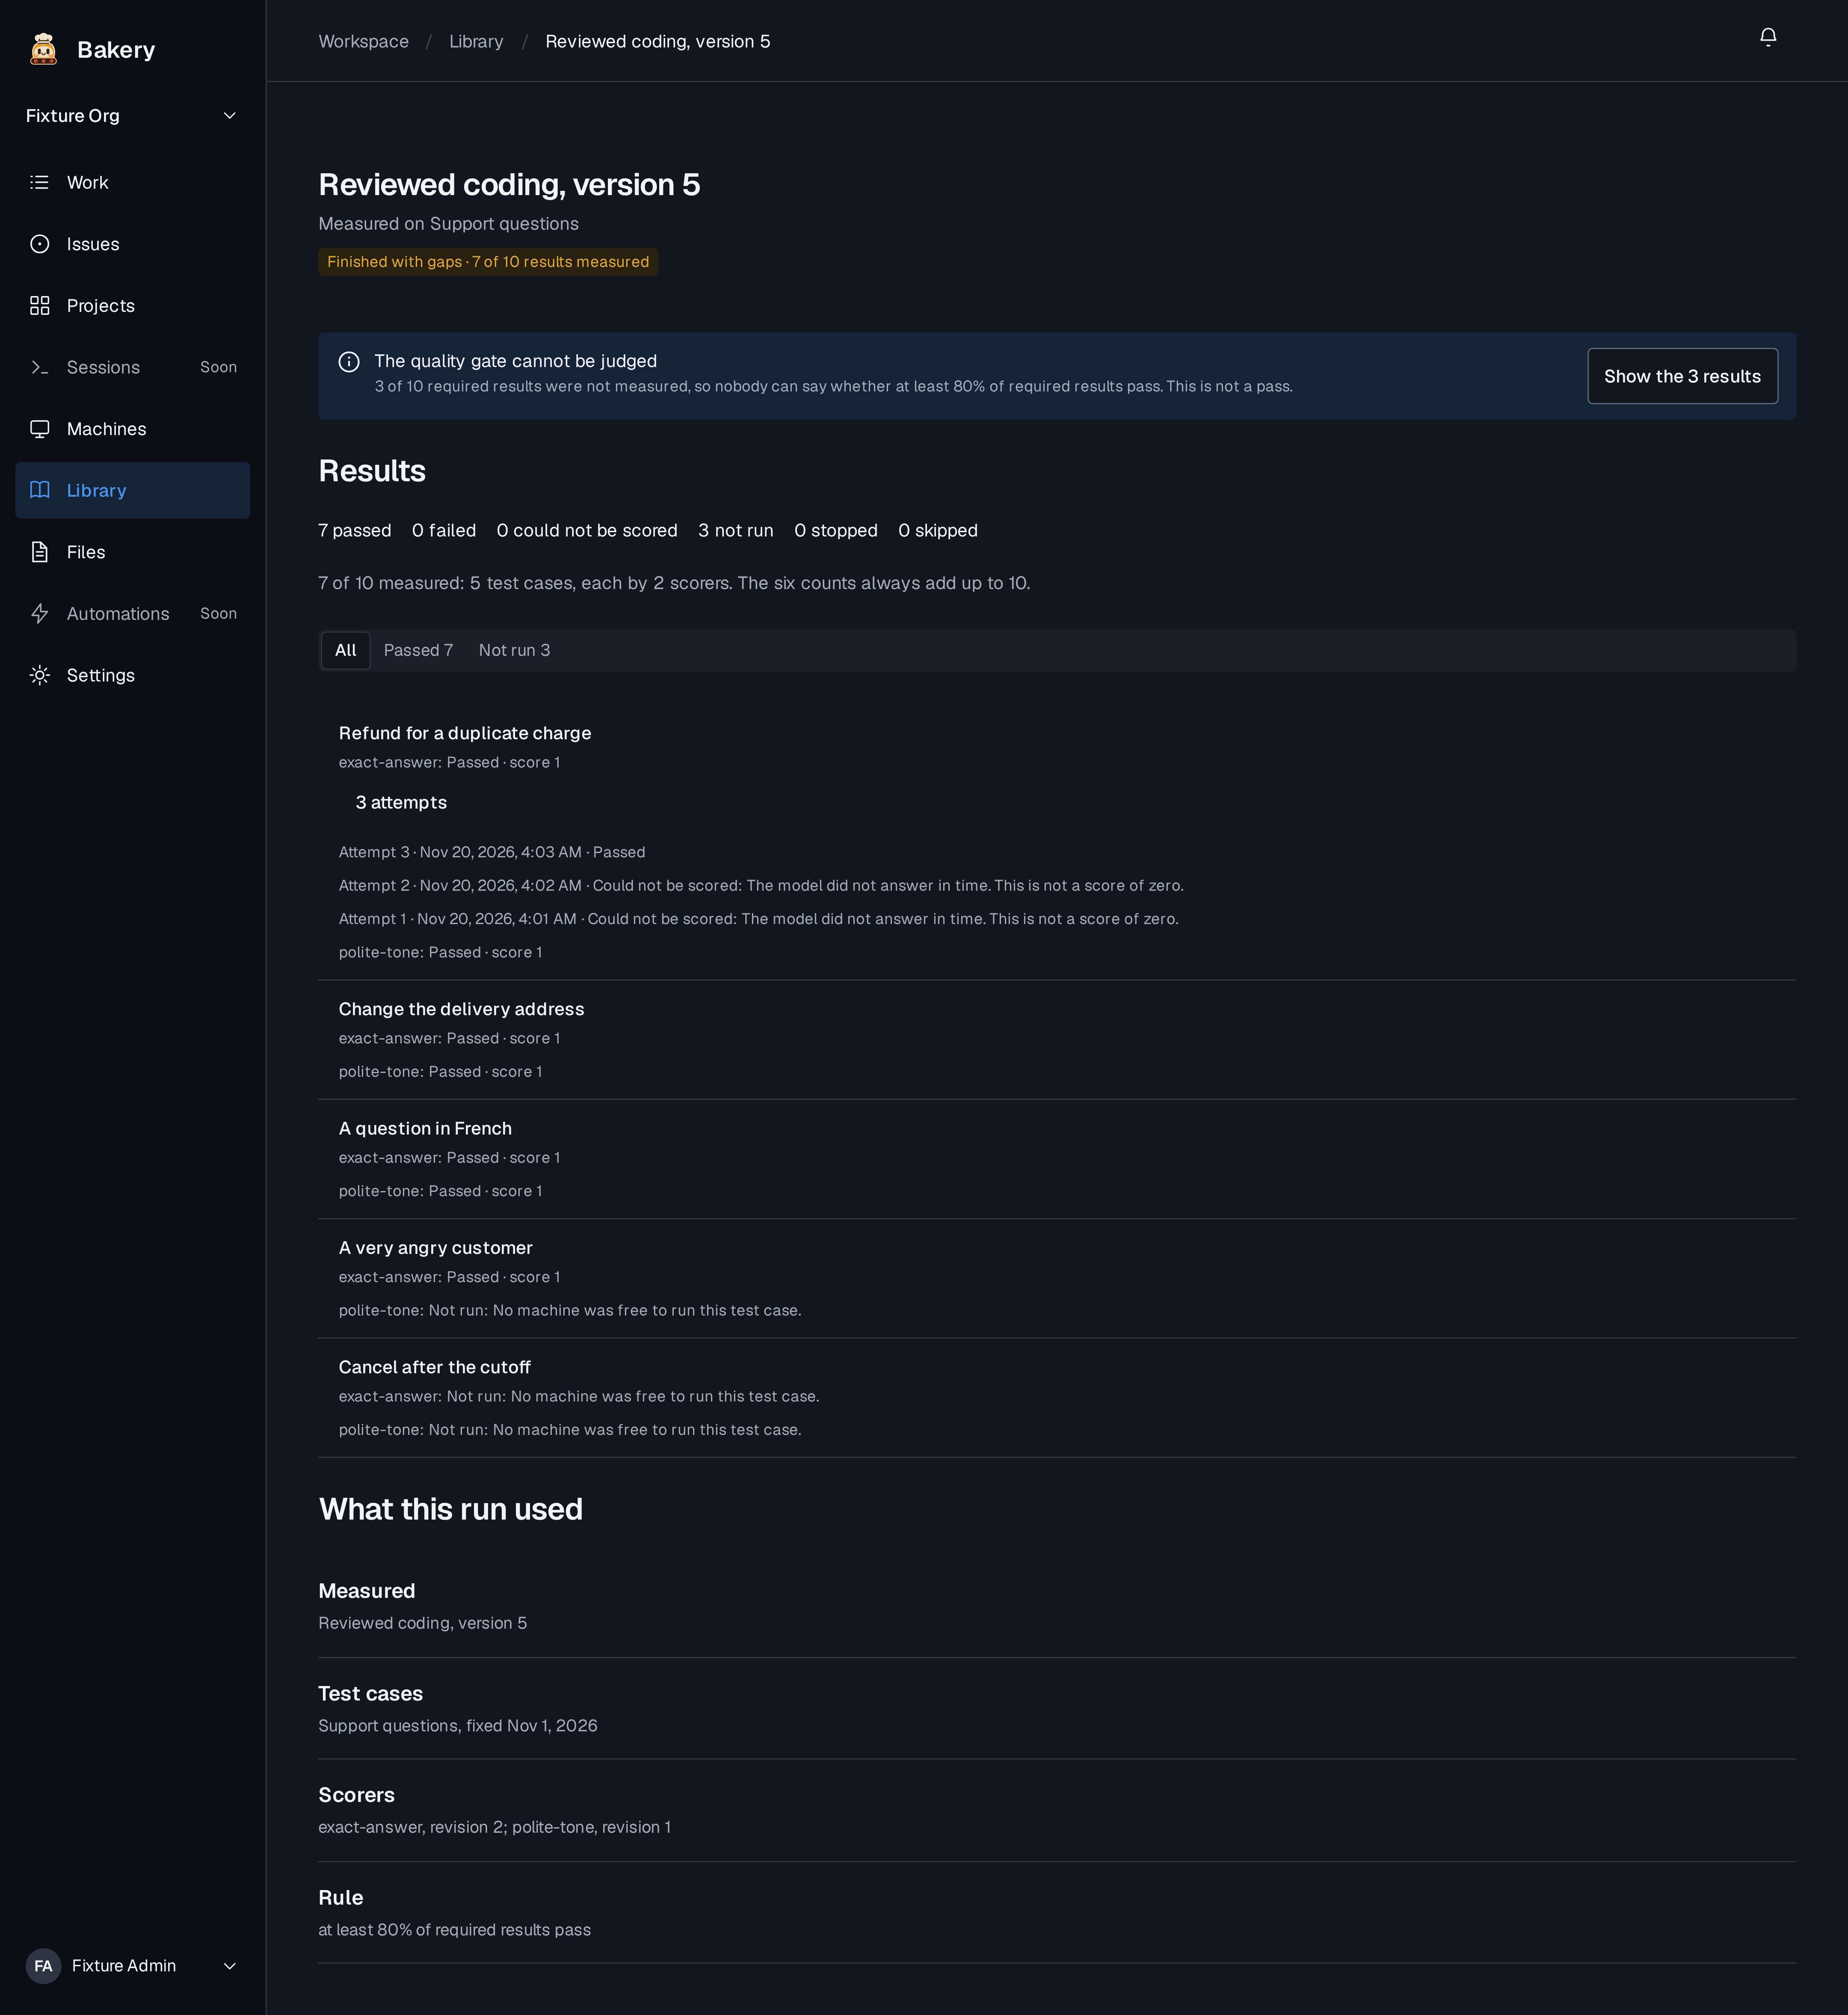 Bakery
Fixture Org
Work
Issues
Projects
Sessions Soon
Machines
Library
Files
Automations Soon
Settings
FA Fixture Admin
Workspace / Library / Reviewed coding, version 5
Reviewed coding, version 5
Measured on Support questions
Finished with gaps · 7 of 10 results measured
The quality gate cannot be judged
3 of 10 required results were not measured, so nobody can say whether at least 80% of required results pass. This is not a pass.
Show the 3 results
Results
7 passed 0 failed 0 could not be scored 3 not run 0 stopped 0 skipped
7 of 10 measured: 5 test cases, each by 2 scorers. The six counts always add up to 10.
All Passed 7 Not run 3
Refund for a duplicate charge
exact-answer: Passed · score 1
3 attempts
Attempt 3 · Nov 20, 2026, 4:03 AM · Passed
Attempt 2 · Nov 20, 2026, 4:02 AM · Could not be scored: The model did not answer in time. This is not a score of zero.
Attempt 1 · Nov 20, 2026, 4:01 AM · Could not be scored: The model did not answer in time. This is not a score of zero.
polite-tone: Passed · score 1
Change the delivery address
exact-answer: Passed · score 1
polite-tone: Passed · score 1
A question in French
exact-answer: Passed · score 1
polite-tone: Passed · score 1
A very angry customer
exact-answer: Passed · score 1
polite-tone: Not run: No machine was free to run this test case.
Cancel after the cutoff
exact-answer: Not run: No machine was free to run this test case.
polite-tone: Not run: No machine was free to run this test case.
What this run used
Measured
Reviewed coding, version 5
Test cases
Support questions, fixed Nov 1, 2026
Scorers
exact-answer, revision 2; polite-tone, revision 1
Rule
at least 80% of required results pass